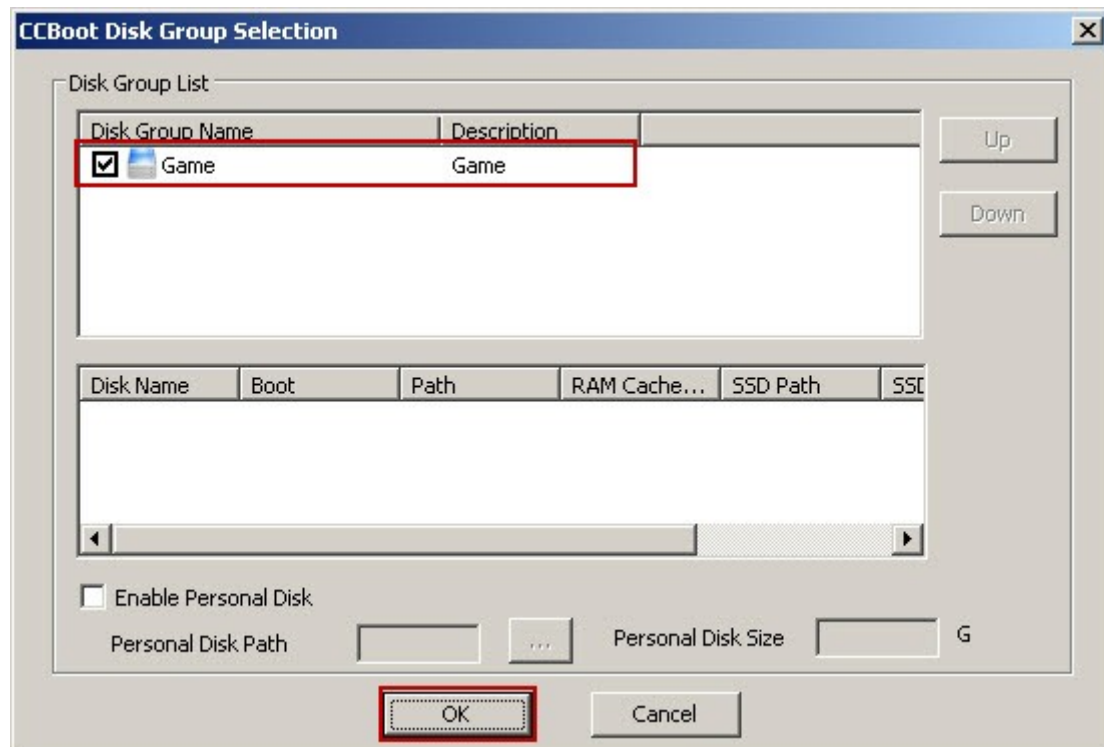 CCBoot Disk Group Selection
Disk Group List
Disk Group Name Description
Game Game
Up
Down
Disk Name Boot Path RAM Cache... SSD Path SSD
Enable Personal Disk
Personal Disk Path ... Personal Disk Size G
OK Cancel